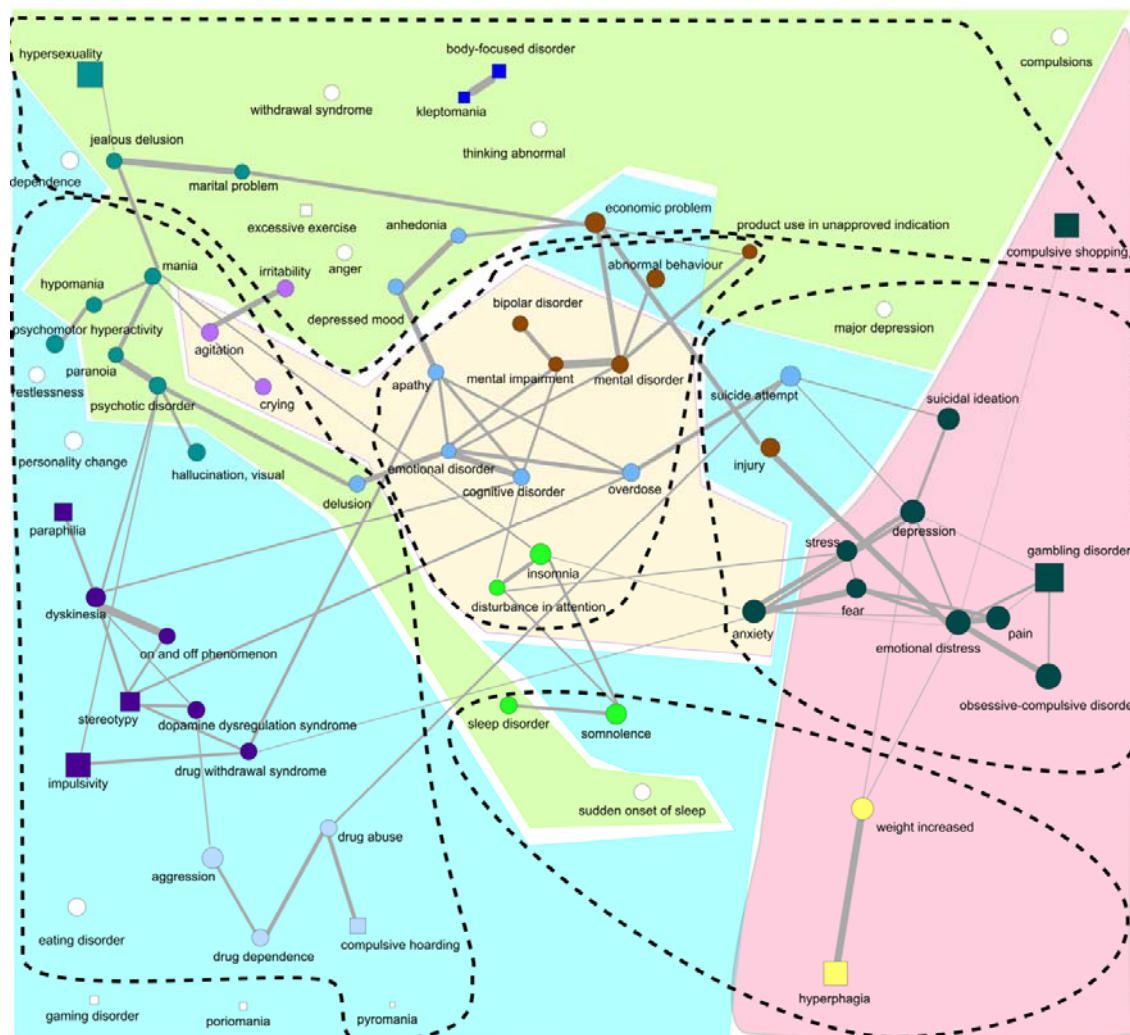 hypersexuality
body-focused disorder
compulsions
kleptomania
withdrawal syndrome
jealous delusion
thinking abnormal
dependence
marital problem
economic problem
product use in unapproved indication
excessive exercise
anhedonia
compulsive shopping,
mania
irritability
anger
abnormal behaviour
hypomania
bipolar disorder
psychomotor hyperactivity
depressed mood
major depression
agitation
paranoia
restlessness
psychotic disorder
crying
apathy
mental impairment
mental disorder
suicide attempt
suicidal ideation
personality change
hallucination, visual
emotional disorder
injury
delusion
cognitive disorder
overdose
paraphilia
depression
stress
gambling disorder
insomnia
dyskinesia
disturbance in attention
fear
anxiety
pain
on and off phenomenon
emotional distress
obsessive-compulsive disorde
stereotypy
dopamine dysregulation syndrome
sleep disorder
somnolence
drug withdrawal syndrome
impulsivity
sudden onset of sleep
drug abuse
weight increased
aggression
eating disorder
drug dependence
compulsive hoarding
hyperphagia
gaming disorder
poriomania
pyromania